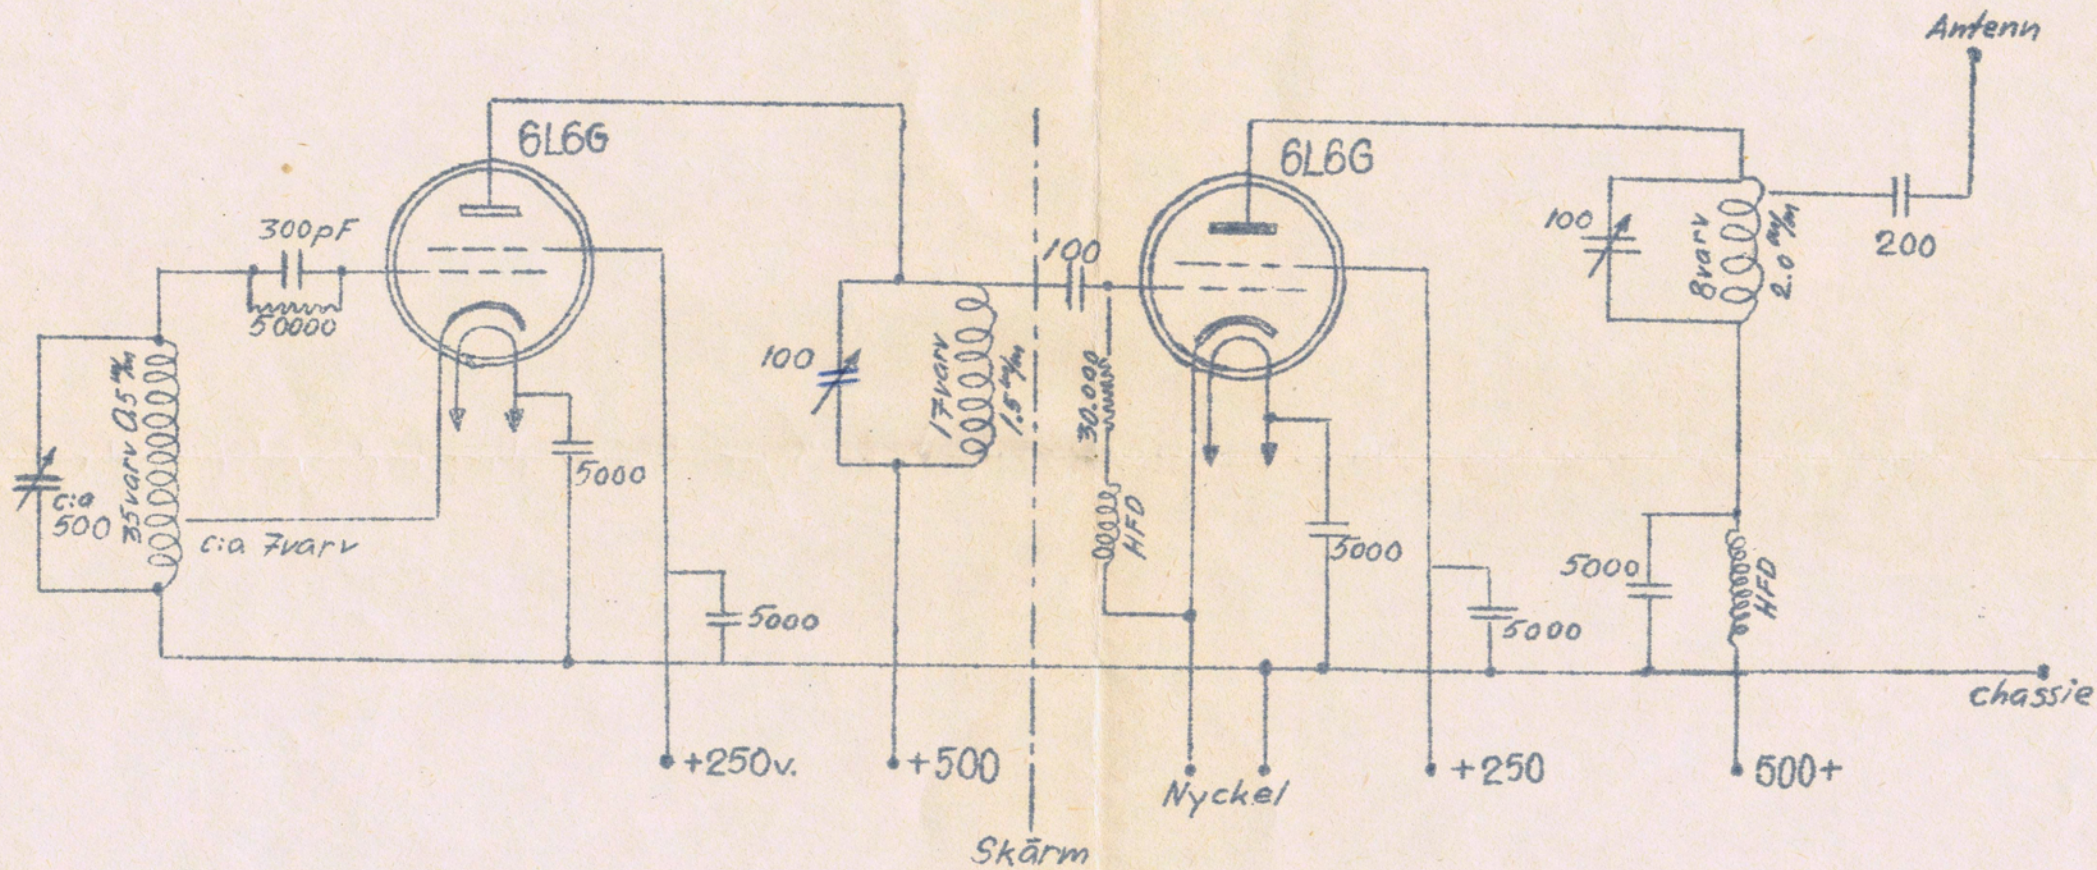 Antenn
6L6G
6L6G
300pF
50000
100
100
200
8varv
2.0 m/m
35varv 0.5 m/m
c:a
500
c:a 7varv
5000
5000
100
17varv
1.5 m/m
30.000
HFD
5000
5000
5000
HFD
chassie
+250v.
+500
Nyckel
+250
500+
Skärm